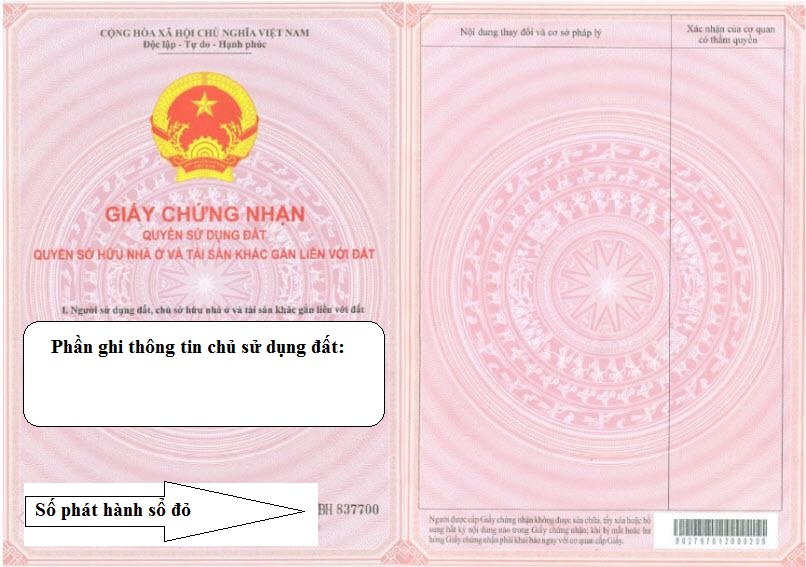 CỘNG HÒA XÃ HỘI CHỦ NGHĨA VIỆT NAM
Độc lập - Tự do - Hạnh phúc
GIẤY CHỨNG NHẬN
QUYỀN SỬ DỤNG ĐẤT
QUYỀN SỞ HỮU NHÀ Ở VÀ TÀI SẢN KHÁC GẮN LIỀN VỚI ĐẤT
I. Người sử dụng đất, chủ sở hữu nhà ở và tài sản khác gắn liền với đất
Phần ghi thông tin chủ sử dụng đất:
Số phát hành sổ đỏ
BH 837700
Nội dung thay đổi và cơ sở pháp lý
Xác nhận của cơ quan
có thẩm quyền
Người được cấp Giấy chứng nhận không được sửa chữa, tẩy xóa hoặc bổ
sung bất kỳ nội dung nào trong Giấy chứng nhận; khi bị mất hoặc hư
hỏng Giấy chứng nhận phải khai báo ngay với cơ quan cấp Giấy.